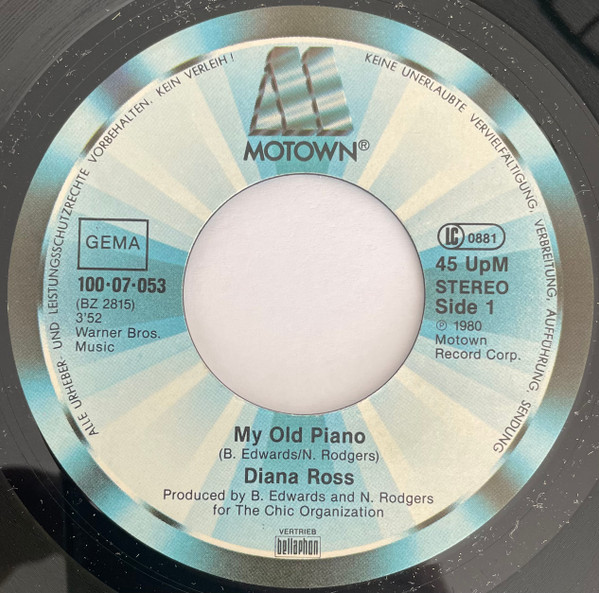 ALLE URHEBER- UND LEISTUNGSSCHUTZRECHTE VORBEHALTEN. KEIN VERLEIH! KEINE UNERLAUBTE VERVIELFÄLTIGUNG, VERBREITUNG, AUFFÜHRUNG, SENDUNG
MOTOWN®
GEMA
100·07·053
(BZ 2815)
3'52
Warner Bros.
Music
LC 0881
45 UpM
STEREO
Side 1
℗ 1980
Motown
Record Corp.
My Old Piano
(B. Edwards/N. Rodgers)
Diana Ross
Produced by B. Edwards and N. Rodgers
for The Chic Organization
VERTRIEB
bellaphon